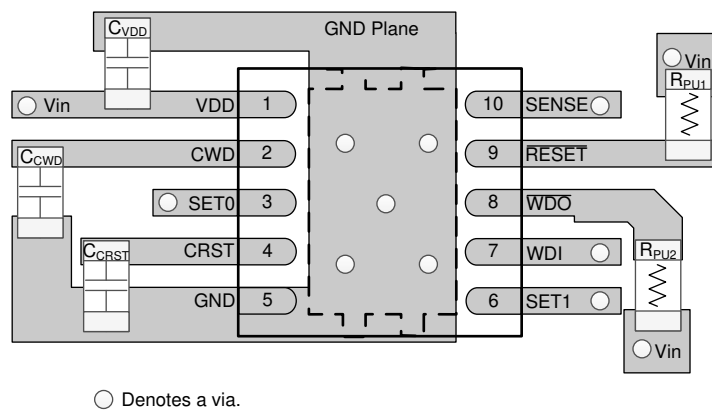 CVDD
GND Plane
Vin
RPU1
Vin
VDD
1
10
SENSE
CCWD
CWD
2
9
RESET
SET0
3
8
WDO
CCRST
CRST
4
7
WDI
RPU2
GND
5
6
SET1
Vin
Denotes a via.